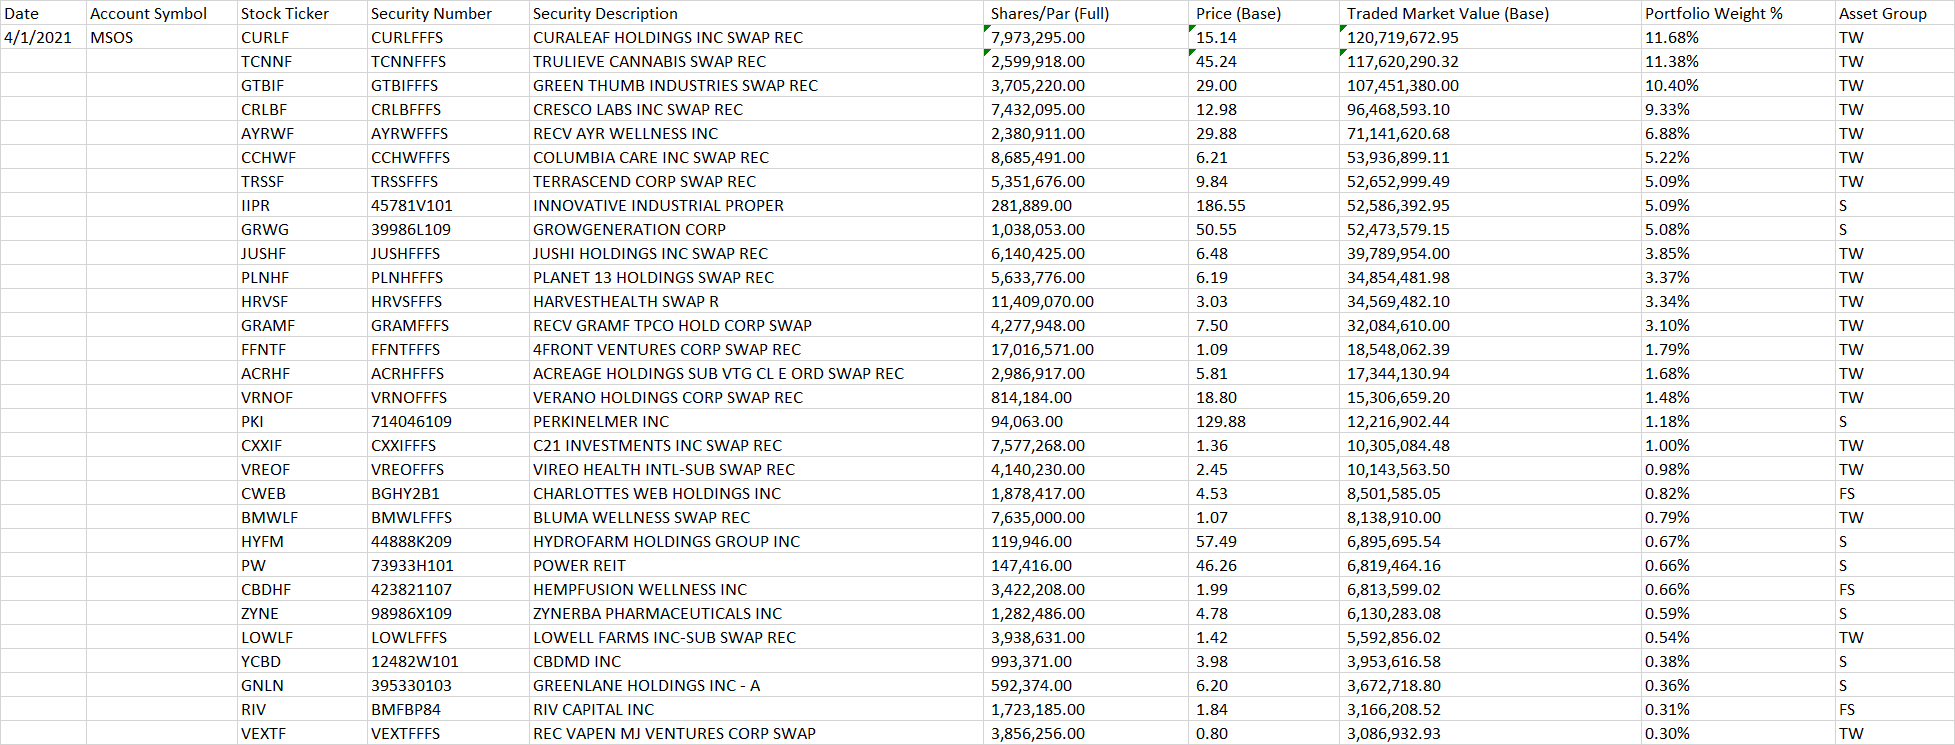 Date Account Symbol Stock Ticker Security Number Security Description Shares/Par (Full) Price (Base) Traded Market Value (Base) Portfolio Weight % Asset Group
4/1/2021 MSOS CURLF CURLFFFS CURALEAF HOLDINGS INC SWAP REC 7,973,295.00 15.14 120,719,672.95 11.68% TW
TCNNF TCNNFFFS TRULIEVE CANNABIS SWAP REC 2,599,918.00 45.24 117,620,290.32 11.38% TW
GTBIF GTBIFFFS GREEN THUMB INDUSTRIES SWAP REC 3,705,220.00 29.00 107,451,380.00 10.40% TW
CRLBF CRLBFFFS CRESCO LABS INC SWAP REC 7,432,095.00 12.98 96,468,593.10 9.33% TW
AYRWF AYRWFFFS RECV AYR WELLNESS INC 2,380,911.00 29.88 71,141,620.68 6.88% TW
CCHWF CCHWFFFS COLUMBIA CARE INC SWAP REC 8,685,491.00 6.21 53,936,899.11 5.22% TW
TRSSF TRSSFFFS TERRASCEND CORP SWAP REC 5,351,676.00 9.84 52,652,999.49 5.09% TW
IIPR 45781V101 INNOVATIVE INDUSTRIAL PROPER 281,889.00 186.55 52,586,392.95 5.09% S
GRWG 39986L109 GROWGENERATION CORP 1,038,053.00 50.55 52,473,579.15 5.08% S
JUSHF JUSHFFFS JUSHI HOLDINGS INC SWAP REC 6,140,425.00 6.48 39,789,954.00 3.85% TW
PLNHF PLNHFFFS PLANET 13 HOLDINGS SWAP REC 5,633,776.00 6.19 34,854,481.98 3.37% TW
HRVSF HRVSFFFS HARVESTHEALTH SWAP R 11,409,070.00 3.03 34,569,482.10 3.34% TW
GRAMF GRAMFFFS RECV GRAMF TPCO HOLD CORP SWAP 4,277,948.00 7.50 32,084,610.00 3.10% TW
FFNTF FFNTFFFS 4FRONT VENTURES CORP SWAP REC 17,016,571.00 1.09 18,548,062.39 1.79% TW
ACRHF ACRHFFFS ACREAGE HOLDINGS SUB VTG CL E ORD SWAP REC 2,986,917.00 5.81 17,344,130.94 1.68% TW
VRNOF VRNOFFFS VERANO HOLDINGS CORP SWAP REC 814,184.00 18.80 15,306,659.20 1.48% TW
PKI 714046109 PERKINELMER INC 94,063.00 129.88 12,216,902.44 1.18% S
CXXIF CXXIFFFS C21 INVESTMENTS INC SWAP REC 7,577,268.00 1.36 10,305,084.48 1.00% TW
VREOF VREOFFFS VIREO HEALTH INTL-SUB SWAP REC 4,140,230.00 2.45 10,143,563.50 0.98% TW
CWEB BGHY2B1 CHARLOTTES WEB HOLDINGS INC 1,878,417.00 4.53 8,501,585.05 0.82% FS
BMWLF BMWLFFFS BLUMA WELLNESS SWAP REC 7,635,000.00 1.07 8,138,910.00 0.79% TW
HYFM 44888K209 HYDROFARM HOLDINGS GROUP INC 119,946.00 57.49 6,895,695.54 0.67% S
PW 73933H101 POWER REIT 147,416.00 46.26 6,819,464.16 0.66% S
CBDHF 423821107 HEMPFUSION WELLNESS INC 3,422,208.00 1.99 6,813,599.02 0.66% FS
ZYNE 98986X109 ZYNERBA PHARMACEUTICALS INC 1,282,486.00 4.78 6,130,283.08 0.59% S
LOWLF LOWLFFFS LOWELL FARMS INC-SUB SWAP REC 3,938,631.00 1.42 5,592,856.02 0.54% TW
YCBD 12482W101 CBDMD INC 993,371.00 3.98 3,953,616.58 0.38% S
GNLN 395330103 GREENLANE HOLDINGS INC - A 592,374.00 6.20 3,672,718.80 0.36% S
RIV BMFBP84 RIV CAPITAL INC 1,723,185.00 1.84 3,166,208.52 0.31% FS
VEXTF VEXTFFFS REC VAPEN MJ VENTURES CORP SWAP 3,856,256.00 0.80 3,086,932.93 0.30% TW